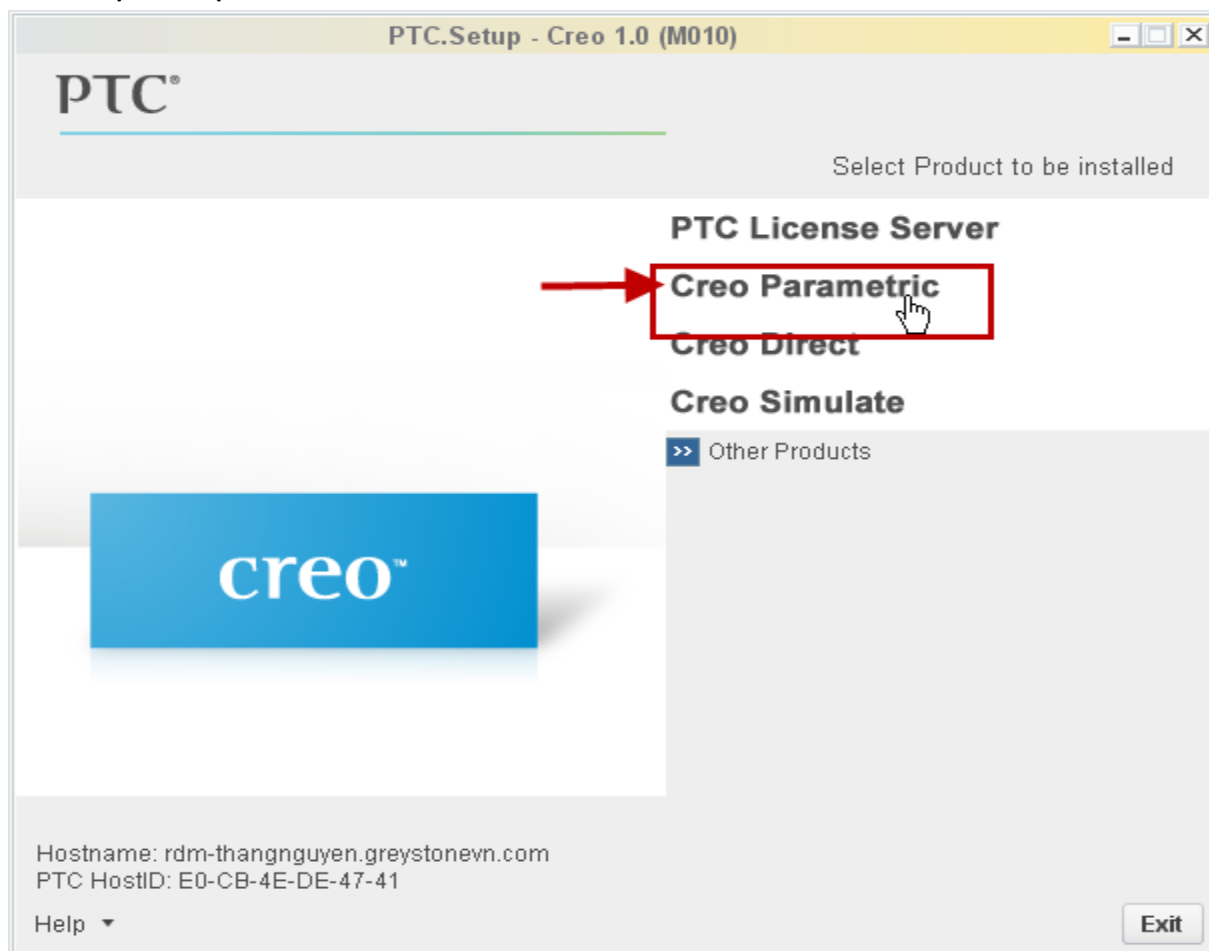 PTC.Setup - Creo 1.0 (M010)
PTC®
Select Product to be installed
PTC License Server
Creo Parametric
Creo Direct
Creo Simulate
>> Other Products
creo™
Hostname: rdm-thangnguyen.greystonevn.com
PTC HostID: E0-CB-4E-DE-47-41
Help
Exit